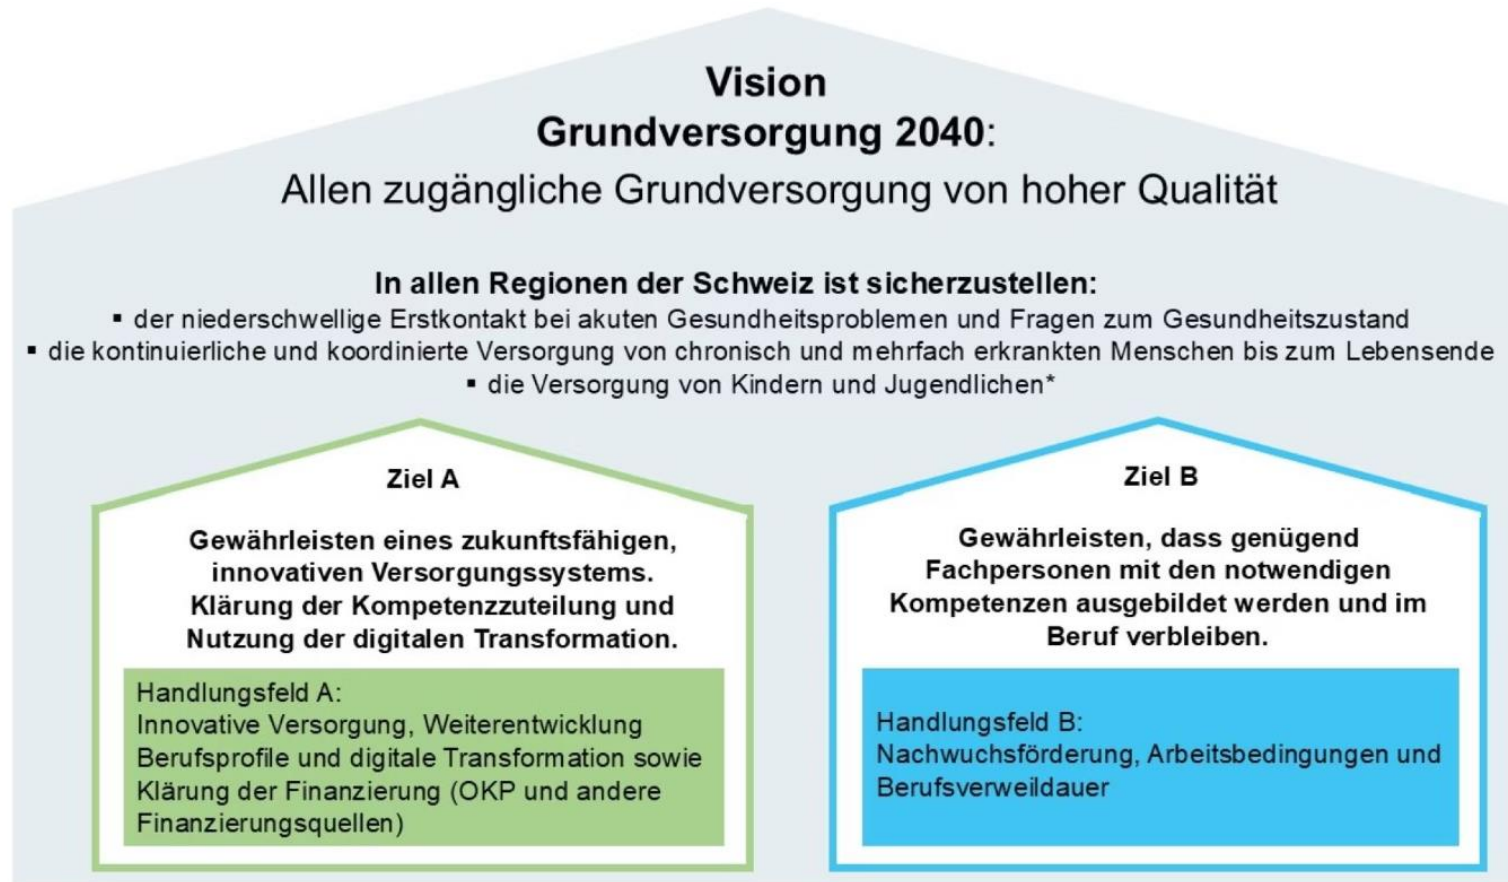 Vision
Grundversorgung 2040:
Allen zugängliche Grundversorgung von hoher Qualität
In allen Regionen der Schweiz ist sicherzustellen:
▪ der niederschwellige Erstkontakt bei akuten Gesundheitsproblemen und Fragen zum Gesundheitszustand
▪ die kontinuierliche und koordinierte Versorgung von chronisch und mehrfach erkrankten Menschen bis zum Lebensende
▪ die Versorgung von Kindern und Jugendlichen*
Ziel A
Gewährleisten eines zukunftsfähigen,
innovativen Versorgungssystems.
Klärung der Kompetenzzuteilung und
Nutzung der digitalen Transformation.
Handlungsfeld A:
Innovative Versorgung, Weiterentwicklung
Berufsprofile und digitale Transformation sowie
Klärung der Finanzierung (OKP und andere
Finanzierungsquellen)
Ziel B
Gewährleisten, dass genügend
Fachpersonen mit den notwendigen
Kompetenzen ausgebildet werden und im
Beruf verbleiben.
Handlungsfeld B:
Nachwuchsförderung, Arbeitsbedingungen und
Berufsverweildauer